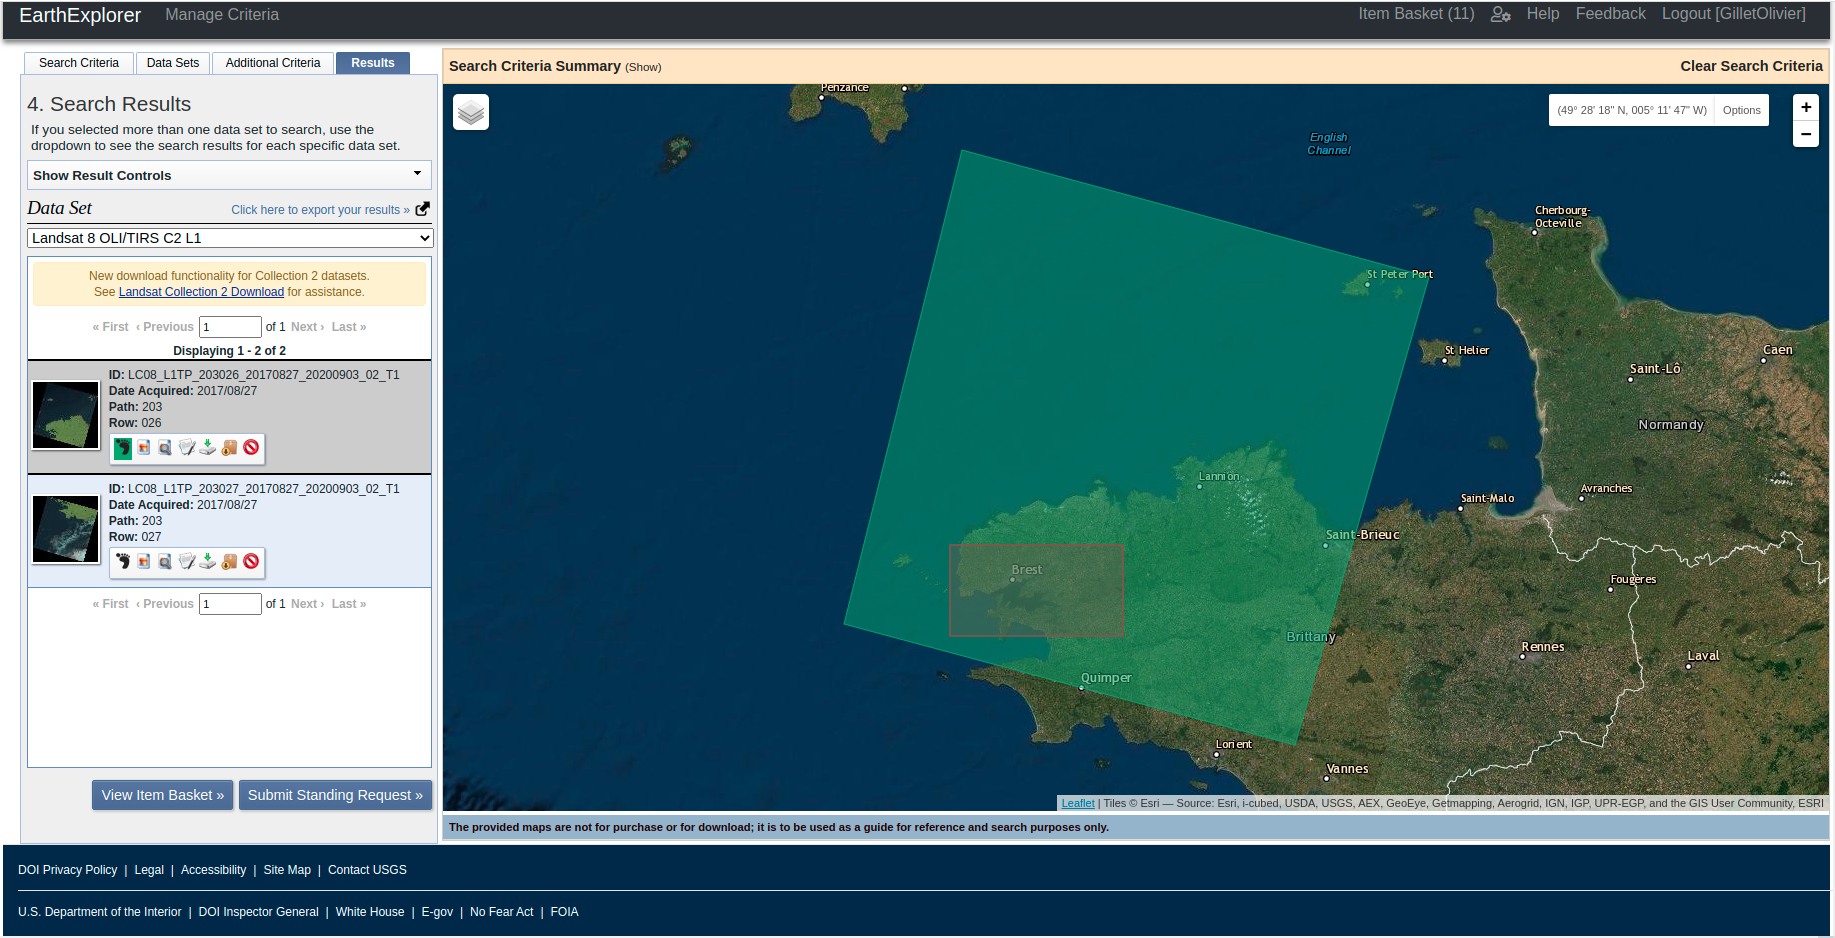 EarthExplorer Manage Criteria Item Basket (11) Help Feedback Logout [GilletOlivier]
Search Criteria Data Sets Additional Criteria Results
4. Search Results
If you selected more than one data set to search, use the
dropdown to see the search results for each specific data set.
Show Result Controls
Data Set Click here to export your results »
Landsat 8 OLI/TIRS C2 L1
New download functionality for Collection 2 datasets.
See Landsat Collection 2 Download for assistance.
« First ‹ Previous 1 of 1 Next › Last »
Displaying 1 - 2 of 2
ID: LC08_L1TP_203026_20170827_20200903_02_T1
Date Acquired: 2017/08/27
Path: 203
Row: 026
ID: LC08_L1TP_203027_20170827_20200903_02_T1
Date Acquired: 2017/08/27
Path: 203
Row: 027
« First ‹ Previous 1 of 1 Next › Last »
View Item Basket » Submit Standing Request »
Search Criteria Summary (Show) Clear Search Criteria
(49° 28' 18" N, 005° 11' 47" W) Options
+
−
Penzance
English
Channel
Cherbourg-
Octeville
St Peter Port
St Helier
Caen
Saint-Lô
Normandy
Lannion
Avranches
Saint-Malo
Saint-Brieuc
Brest
Fougères
Brittany
Rennes
Laval
Quimper
Lorient
Vannes
Leaflet | Tiles © Esri — Source: Esri, i-cubed, USDA, USGS, AEX, GeoEye, Getmapping, Aerogrid, IGN, IGP, UPR-EGP, and the GIS User Community, ESRI
The provided maps are not for purchase or for download; it is to be used as a guide for reference and search purposes only.
DOI Privacy Policy | Legal | Accessibility | Site Map | Contact USGS
U.S. Department of the Interior | DOI Inspector General | White House | E-gov | No Fear Act | FOIA